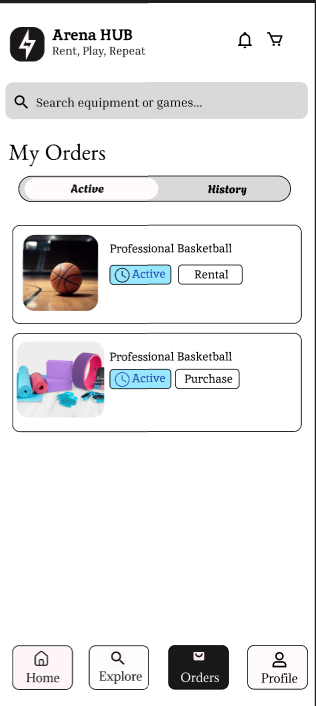 Arena HUB
Rent, Play, Repeat
Search equipment or games...
My Orders
Active
History
Professional Basketball
Active
Rental
Professional Basketball
Active
Purchase
Home
Explore
Orders
Profile